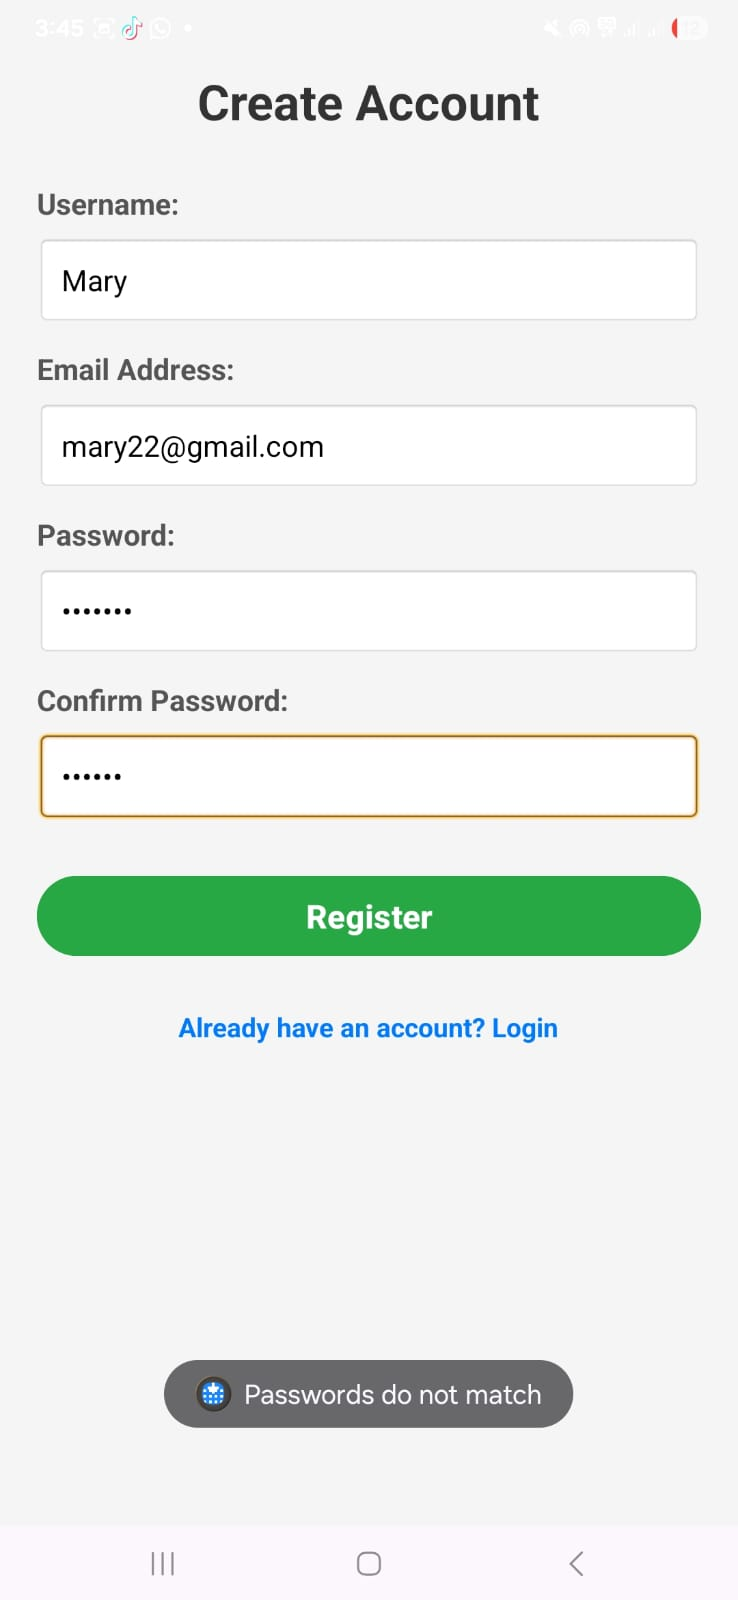 3:45
Create Account
Username:
Mary
Email Address:
mary22@gmail.com
Password:
•••••••
Confirm Password:
••••••
Register
Already have an account? Login
Passwords do not match